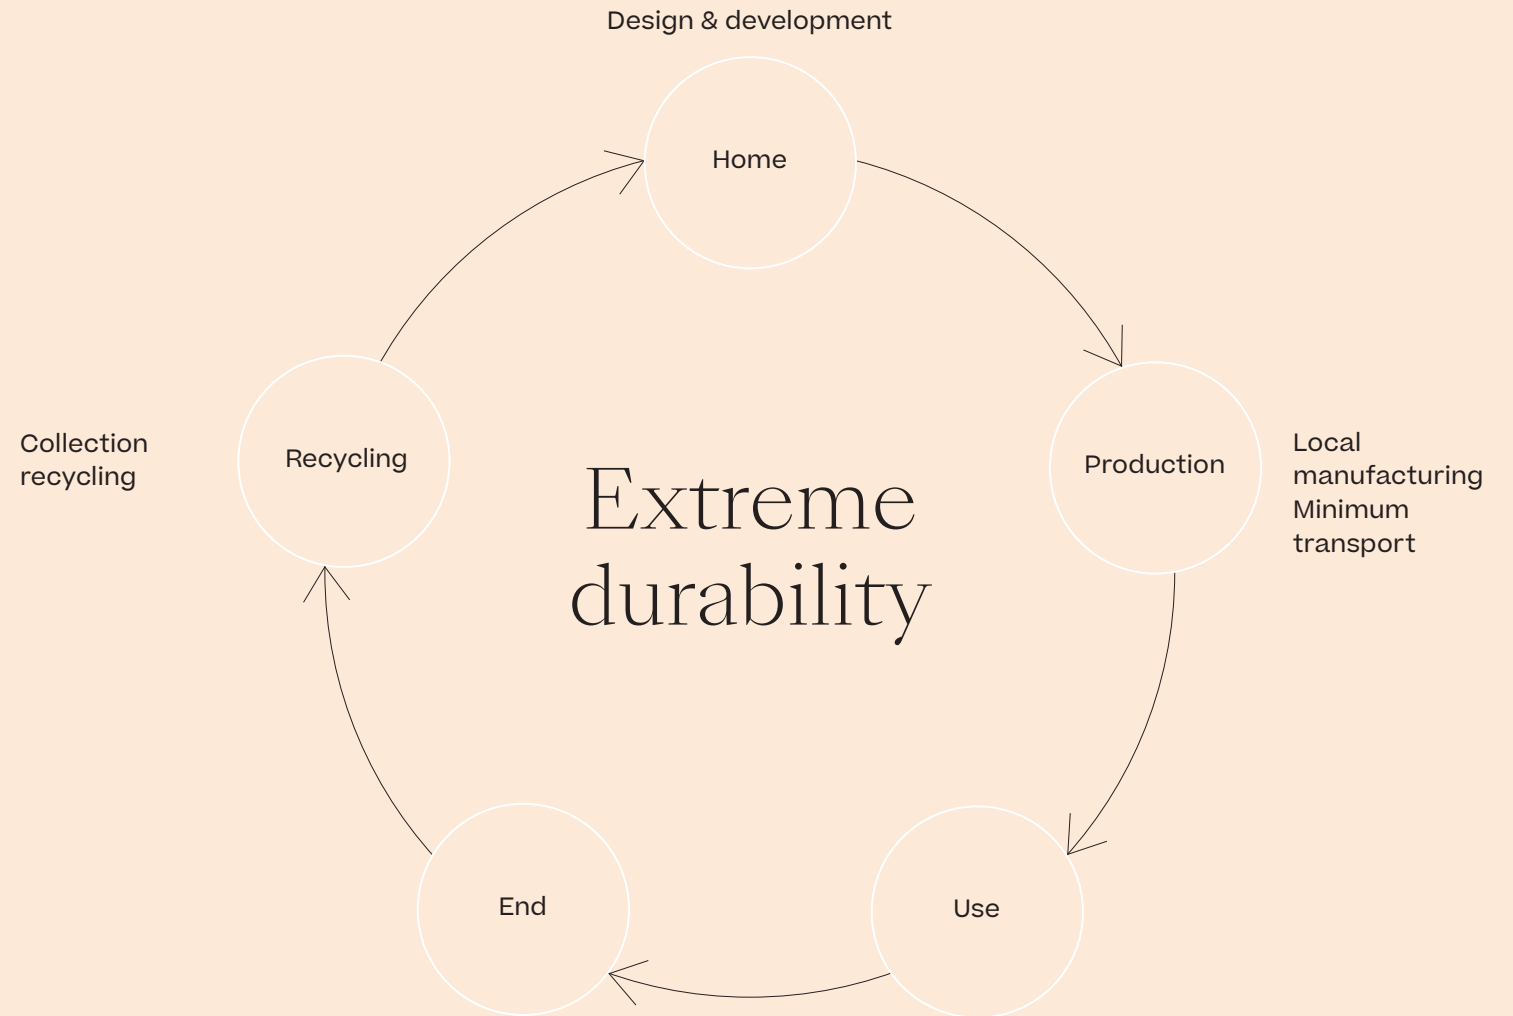 Design & development
Home
Recycling
Collection
recycling
Production
Local
manufacturing
Minimum
transport
Extreme
durability
End
Use